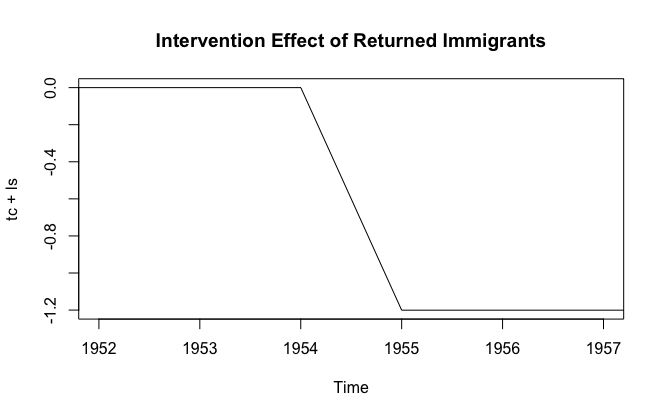 Intervention Effect of Returned Immigrants
tc + ls
0.0
-0.4
-0.8
-1.2
1952 1953 1954 1955 1956 1957
Time